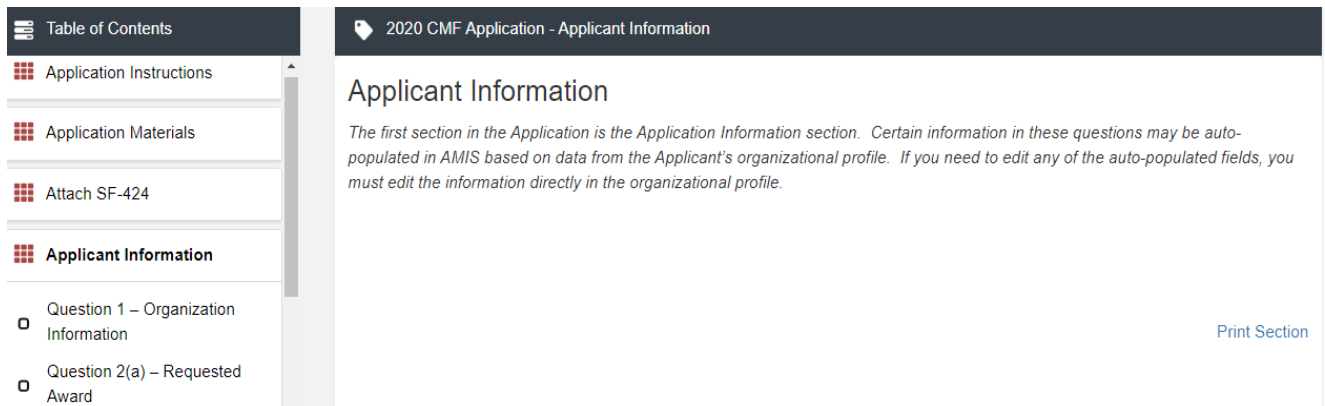 Table of Contents
Application Instructions
Application Materials
Attach SF-424
Applicant Information
Question 1 – Organization
Information
Question 2(a) – Requested
Award
2020 CMF Application - Applicant Information
Applicant Information
The first section in the Application is the Application Information section.  Certain information in these questions may be auto-
populated in AMIS based on data from the Applicant's organizational profile.  If you need to edit any of the auto-populated fields, you
must edit the information directly in the organizational profile.
Print Section